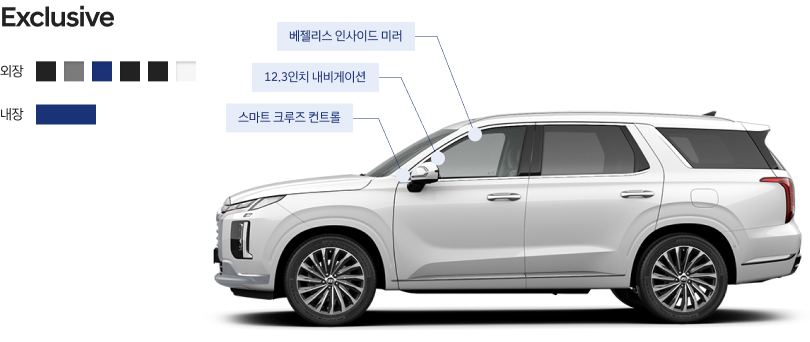 Exclusive
외장
내장
베젤리스 인사이드 미러
12.3인치 내비게이션
스마트 크루즈 컨트롤